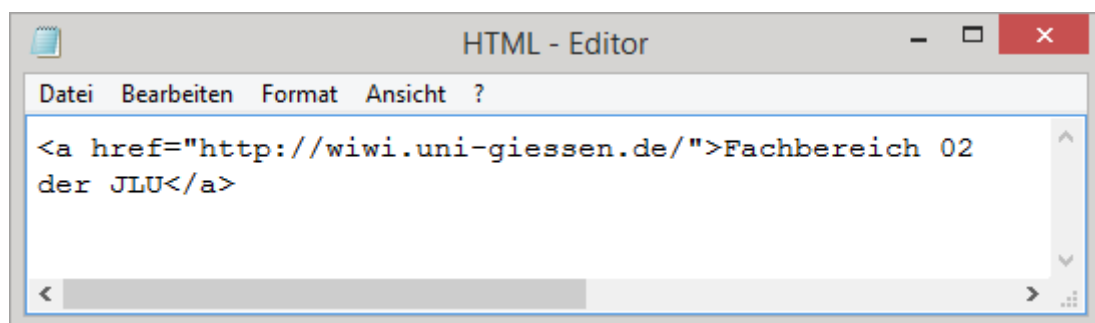 HTML - Editor
Datei Bearbeiten Format Ansicht ?
<a href="http://wiwi.uni-giessen.de/">Fachbereich 02
der JLU</a>